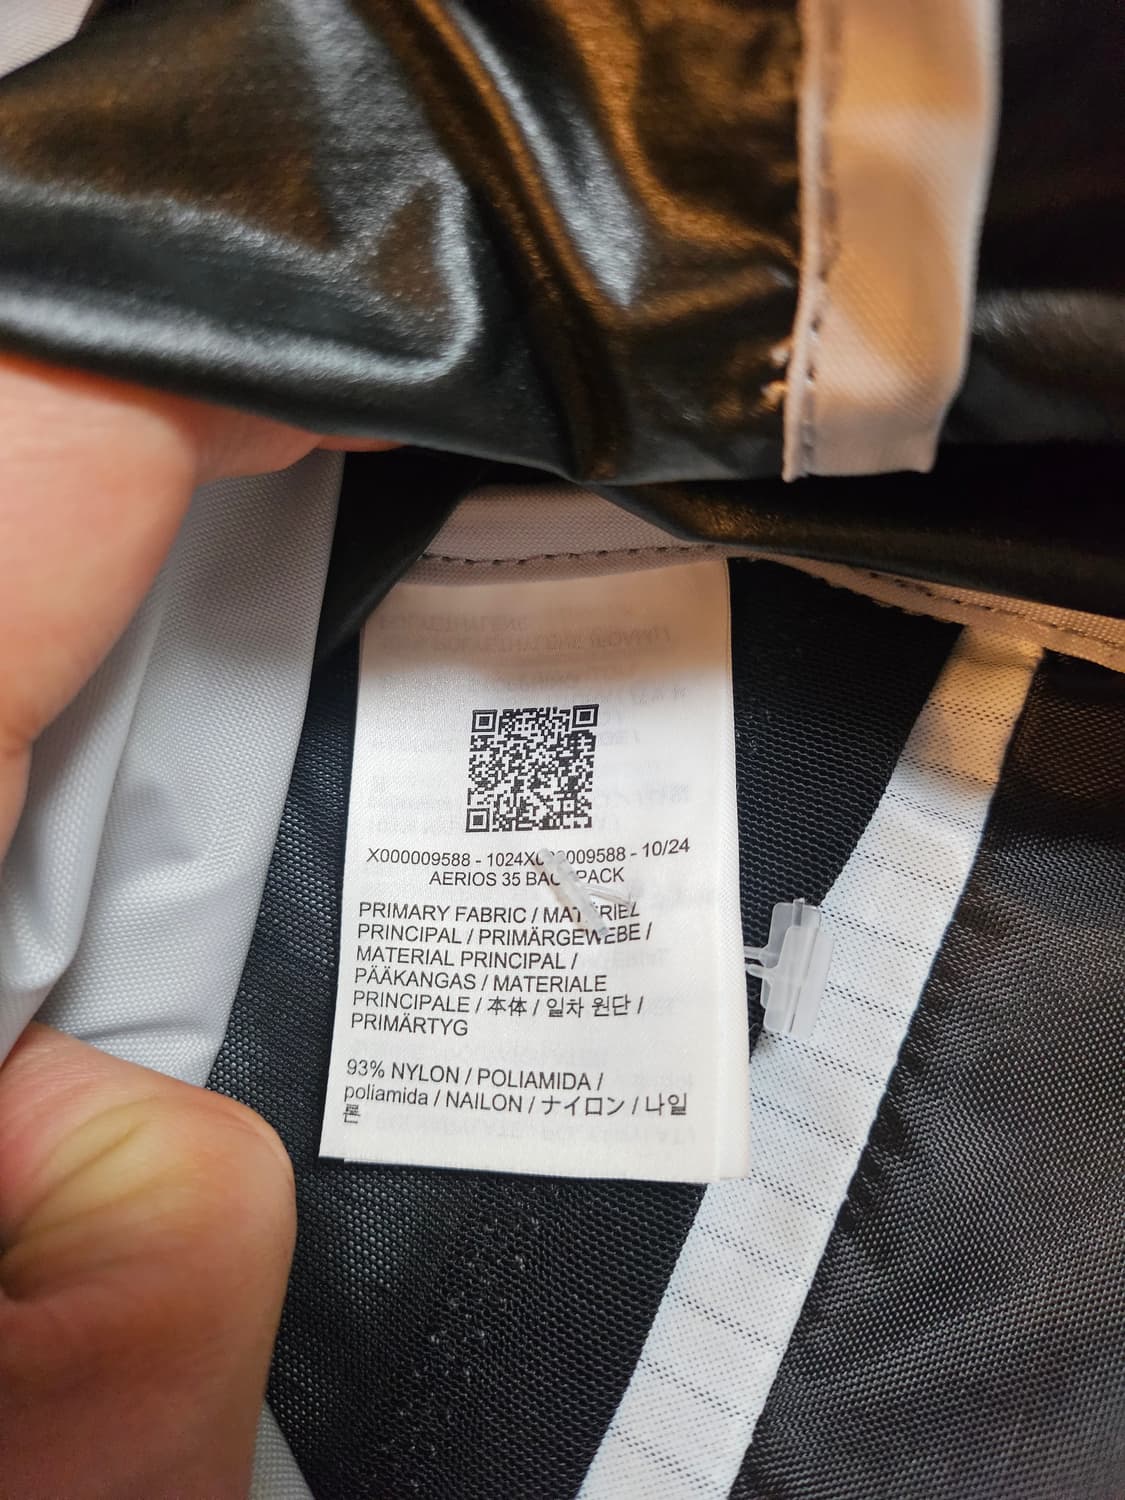 X000009588 - 1024X000009588 - 10/24
AERIOS 35 BACKPACK
PRIMARY FABRIC / MATÉRIEL
PRINCIPAL / PRIMÄRGEWEBE /
MATERIAL PRINCIPAL /
PÄÄKANGAS / MATERIALE
PRINCIPALE / 本体 / 일차 원단 /
PRIMÄRTYG
93% NYLON / POLIAMIDA /
poliamida / NAILON / ナイロン / 나일
론